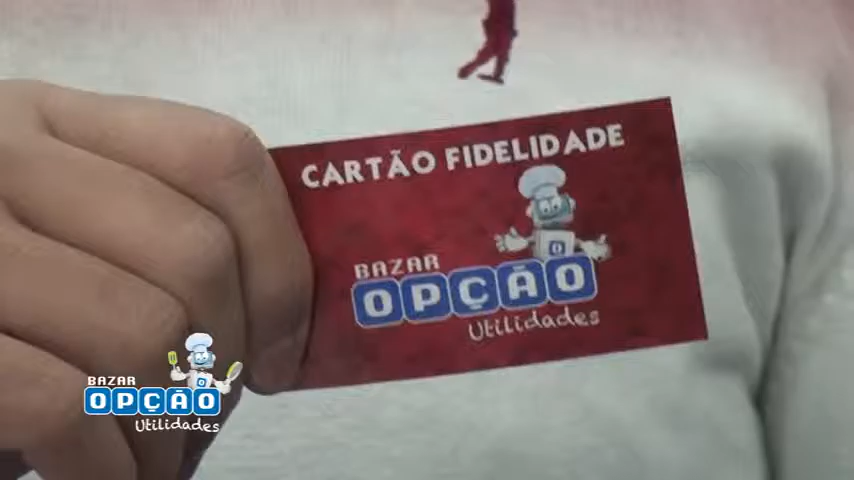 CARTÃO FIDELIDADE
BAZAR
OPÇÃO
Utilidades
BAZAR
OPÇÃO
Utilidades